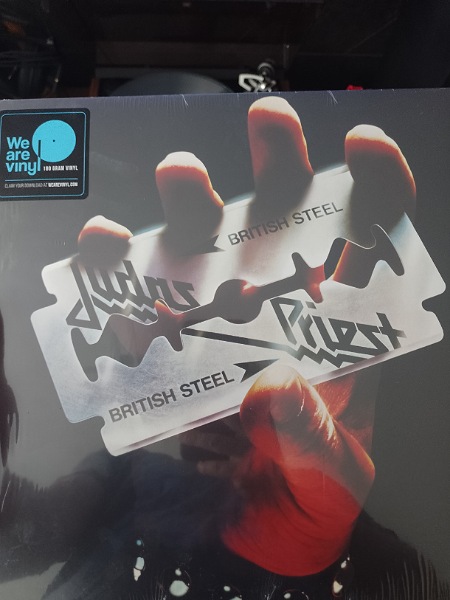 We
are
vinyl
180 GRAM VINYL
CLAIM YOUR DOWNLOAD AT WEAREVINYL.COM
BRITISH STEEL
Judas
Priest
BRITISH STEEL